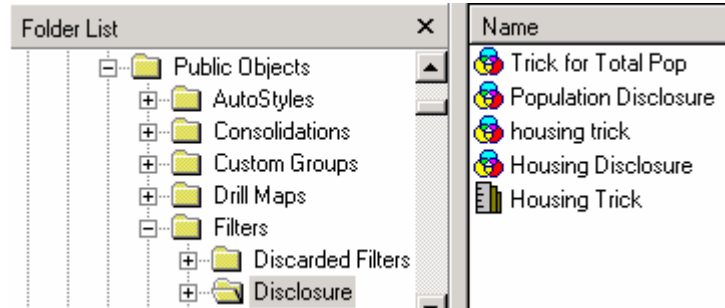 Folder List
Public Objects
AutoStyles
Consolidations
Custom Groups
Drill Maps
Filters
Discarded Filters
Disclosure
Name
Trick for Total Pop
Population Disclosure
housing trick
Housing Disclosure
Housing Trick